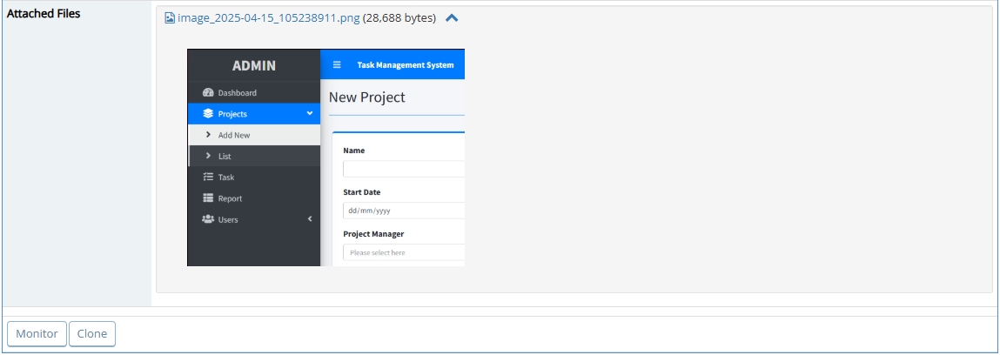 Attached Files
image_2025-04-15_105238911.png (28,688 bytes)
ADMIN
Task Management System
Dashboard
New Project
Projects
Add New
Name
List
Task
Start Date
Report
dd/mm/yyyy
Users
Project Manager
Please select here
Monitor
Clone